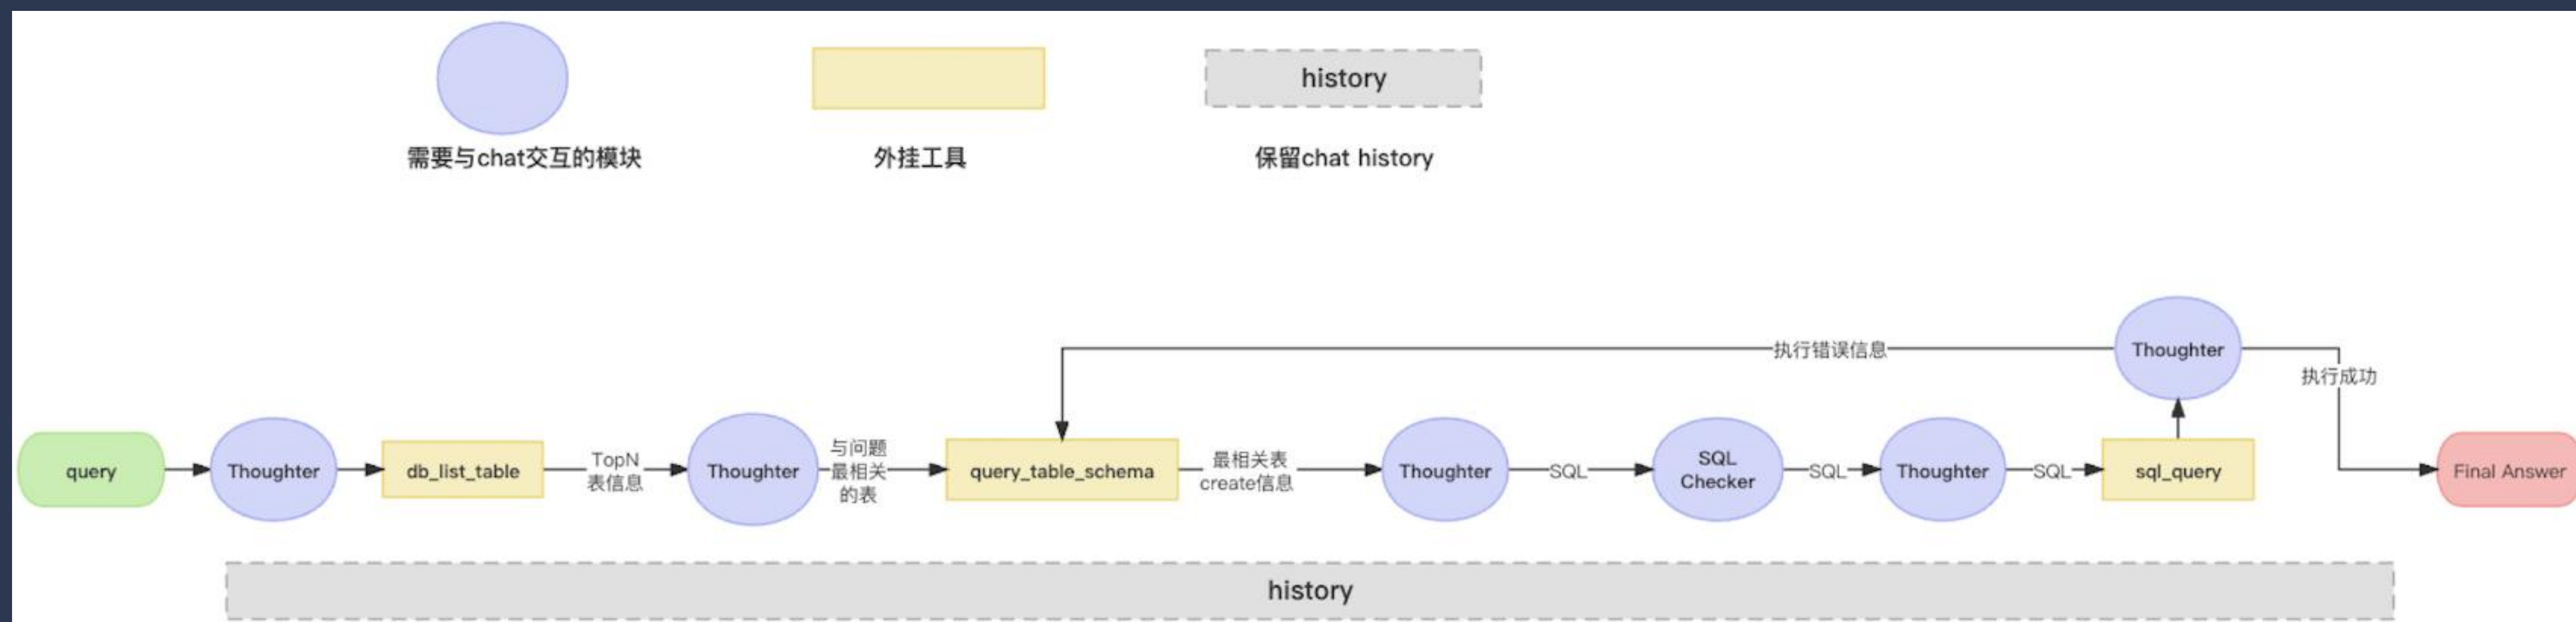 history
需要与chat交互的模块
外挂工具
保留chat history
Thoughter
执行错误信息
执行成功
query
Thoughter
db_list_table
TopN
表信息
Thoughter
与问题
最相关
的表
query_table_schema
最相关表
create信息
Thoughter
SQL
SQL
Checker
SQL
Thoughter
SQL
sql_query
Final Answer
history